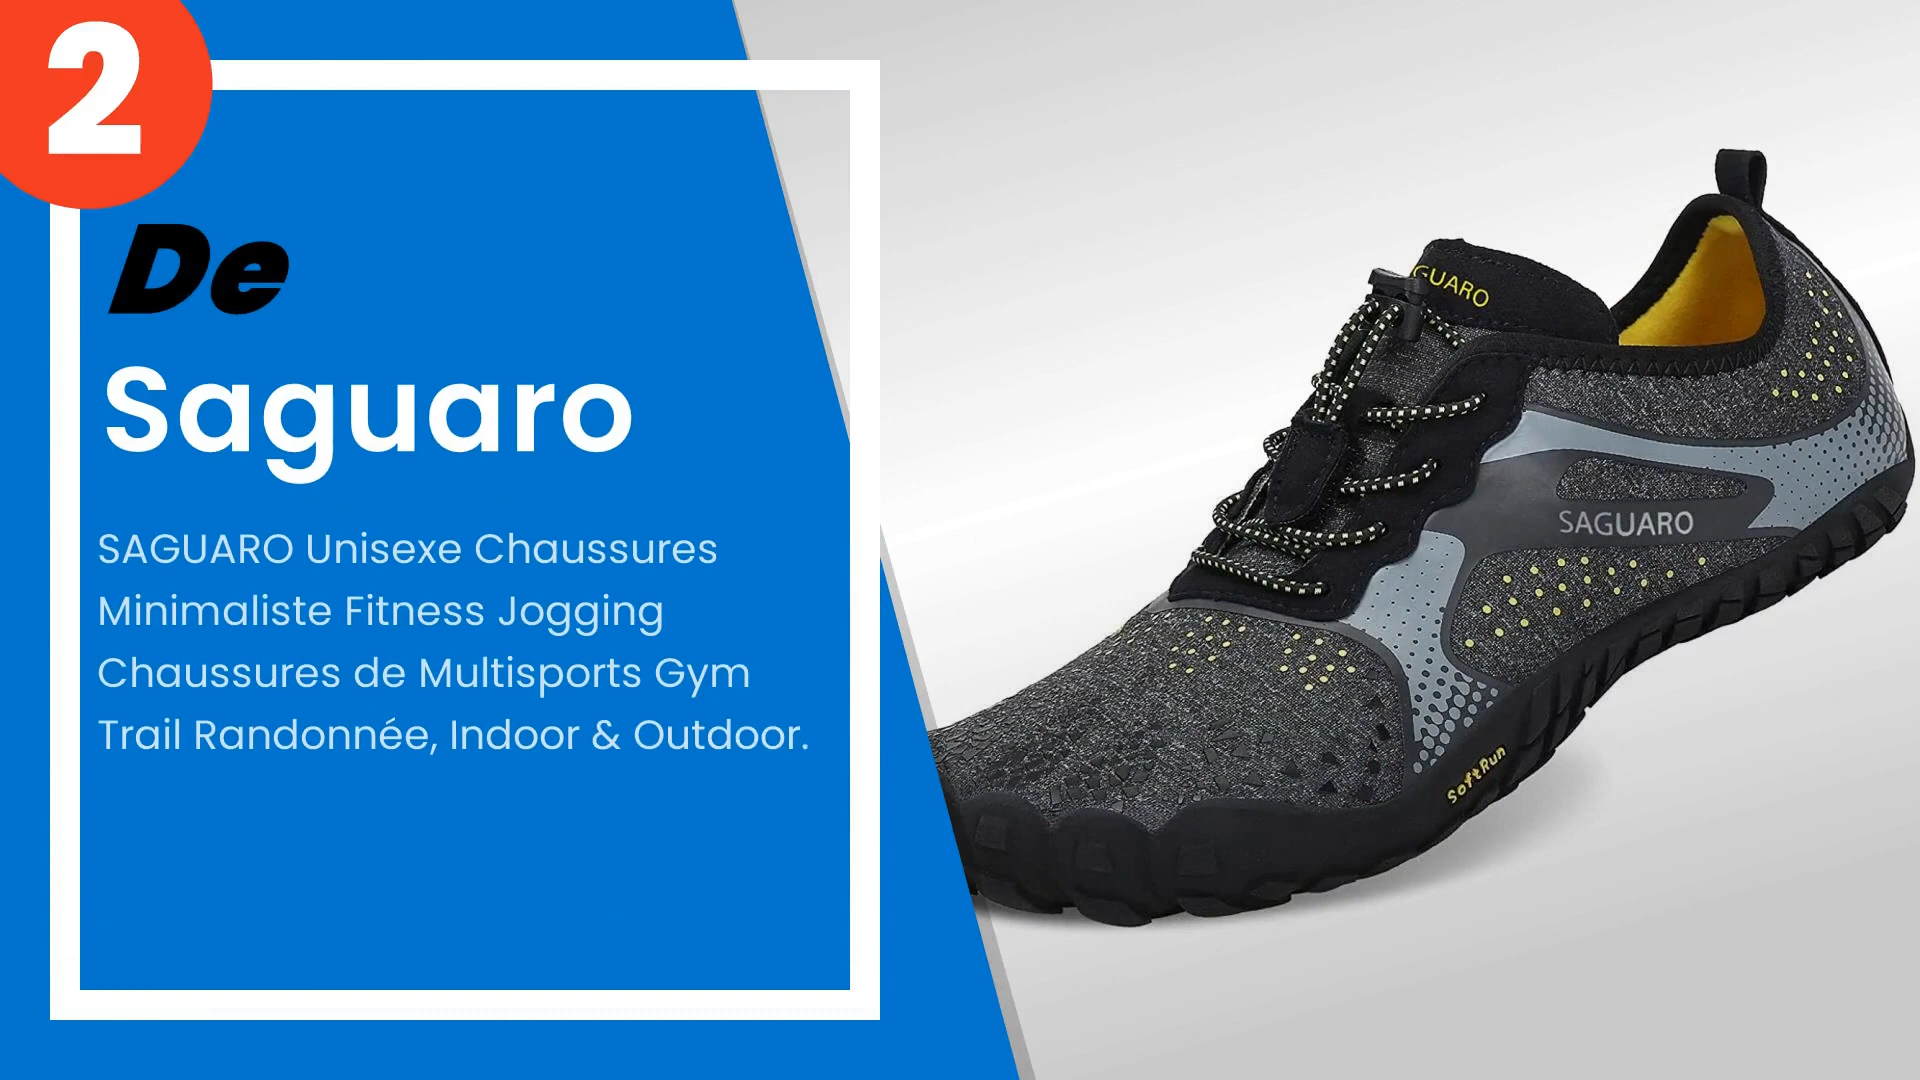 2
De
Saguaro
SAGUARO Unisexe Chaussures
Minimaliste Fitness Jogging
Chaussures de Multisports Gym
Trail Randonnée, Indoor & Outdoor.
GUARO
SAGUARO
SoftRun